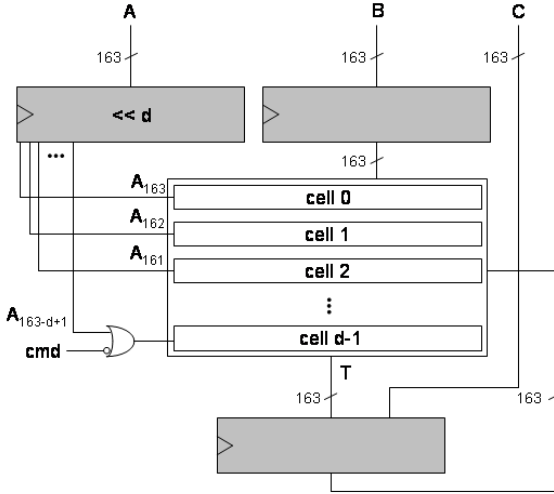 A B C
163 163 163
<< d
...
163
A163 cell 0
A162 cell 1
A161 cell 2
...
A163-d+1
cmd cell d-1
T
163 163